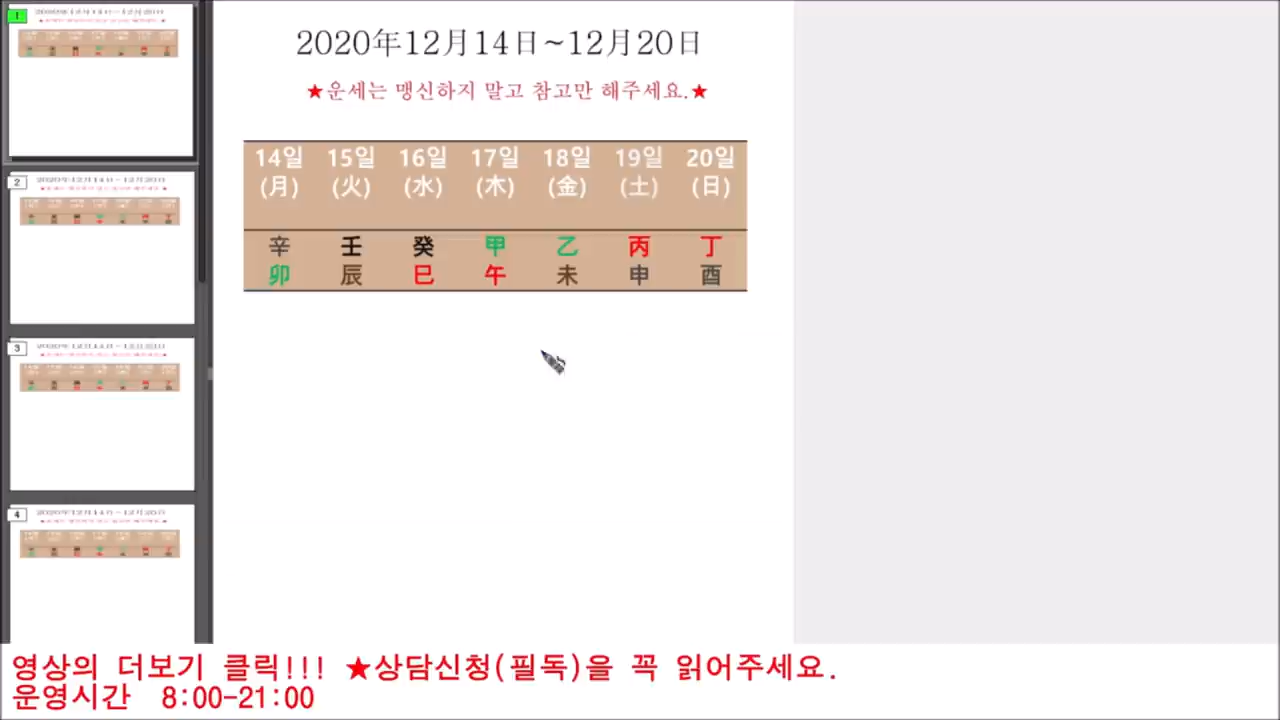 2020年12月14日~12月20日
★운세는 맹신하지 말고 참고만 해주세요.★
14일 15일 16일 17일 18일 19일 20일
(月) (火) (水) (木) (金) (土) (日)
辛 壬 癸 甲 乙 丙 丁
卯 辰 巳 午 未 申 酉
1
2
3
4
영상의 더보기 클릭!!! ★상담신청(필독)을 꼭 읽어주세요.
운영시간 8:00-21:00